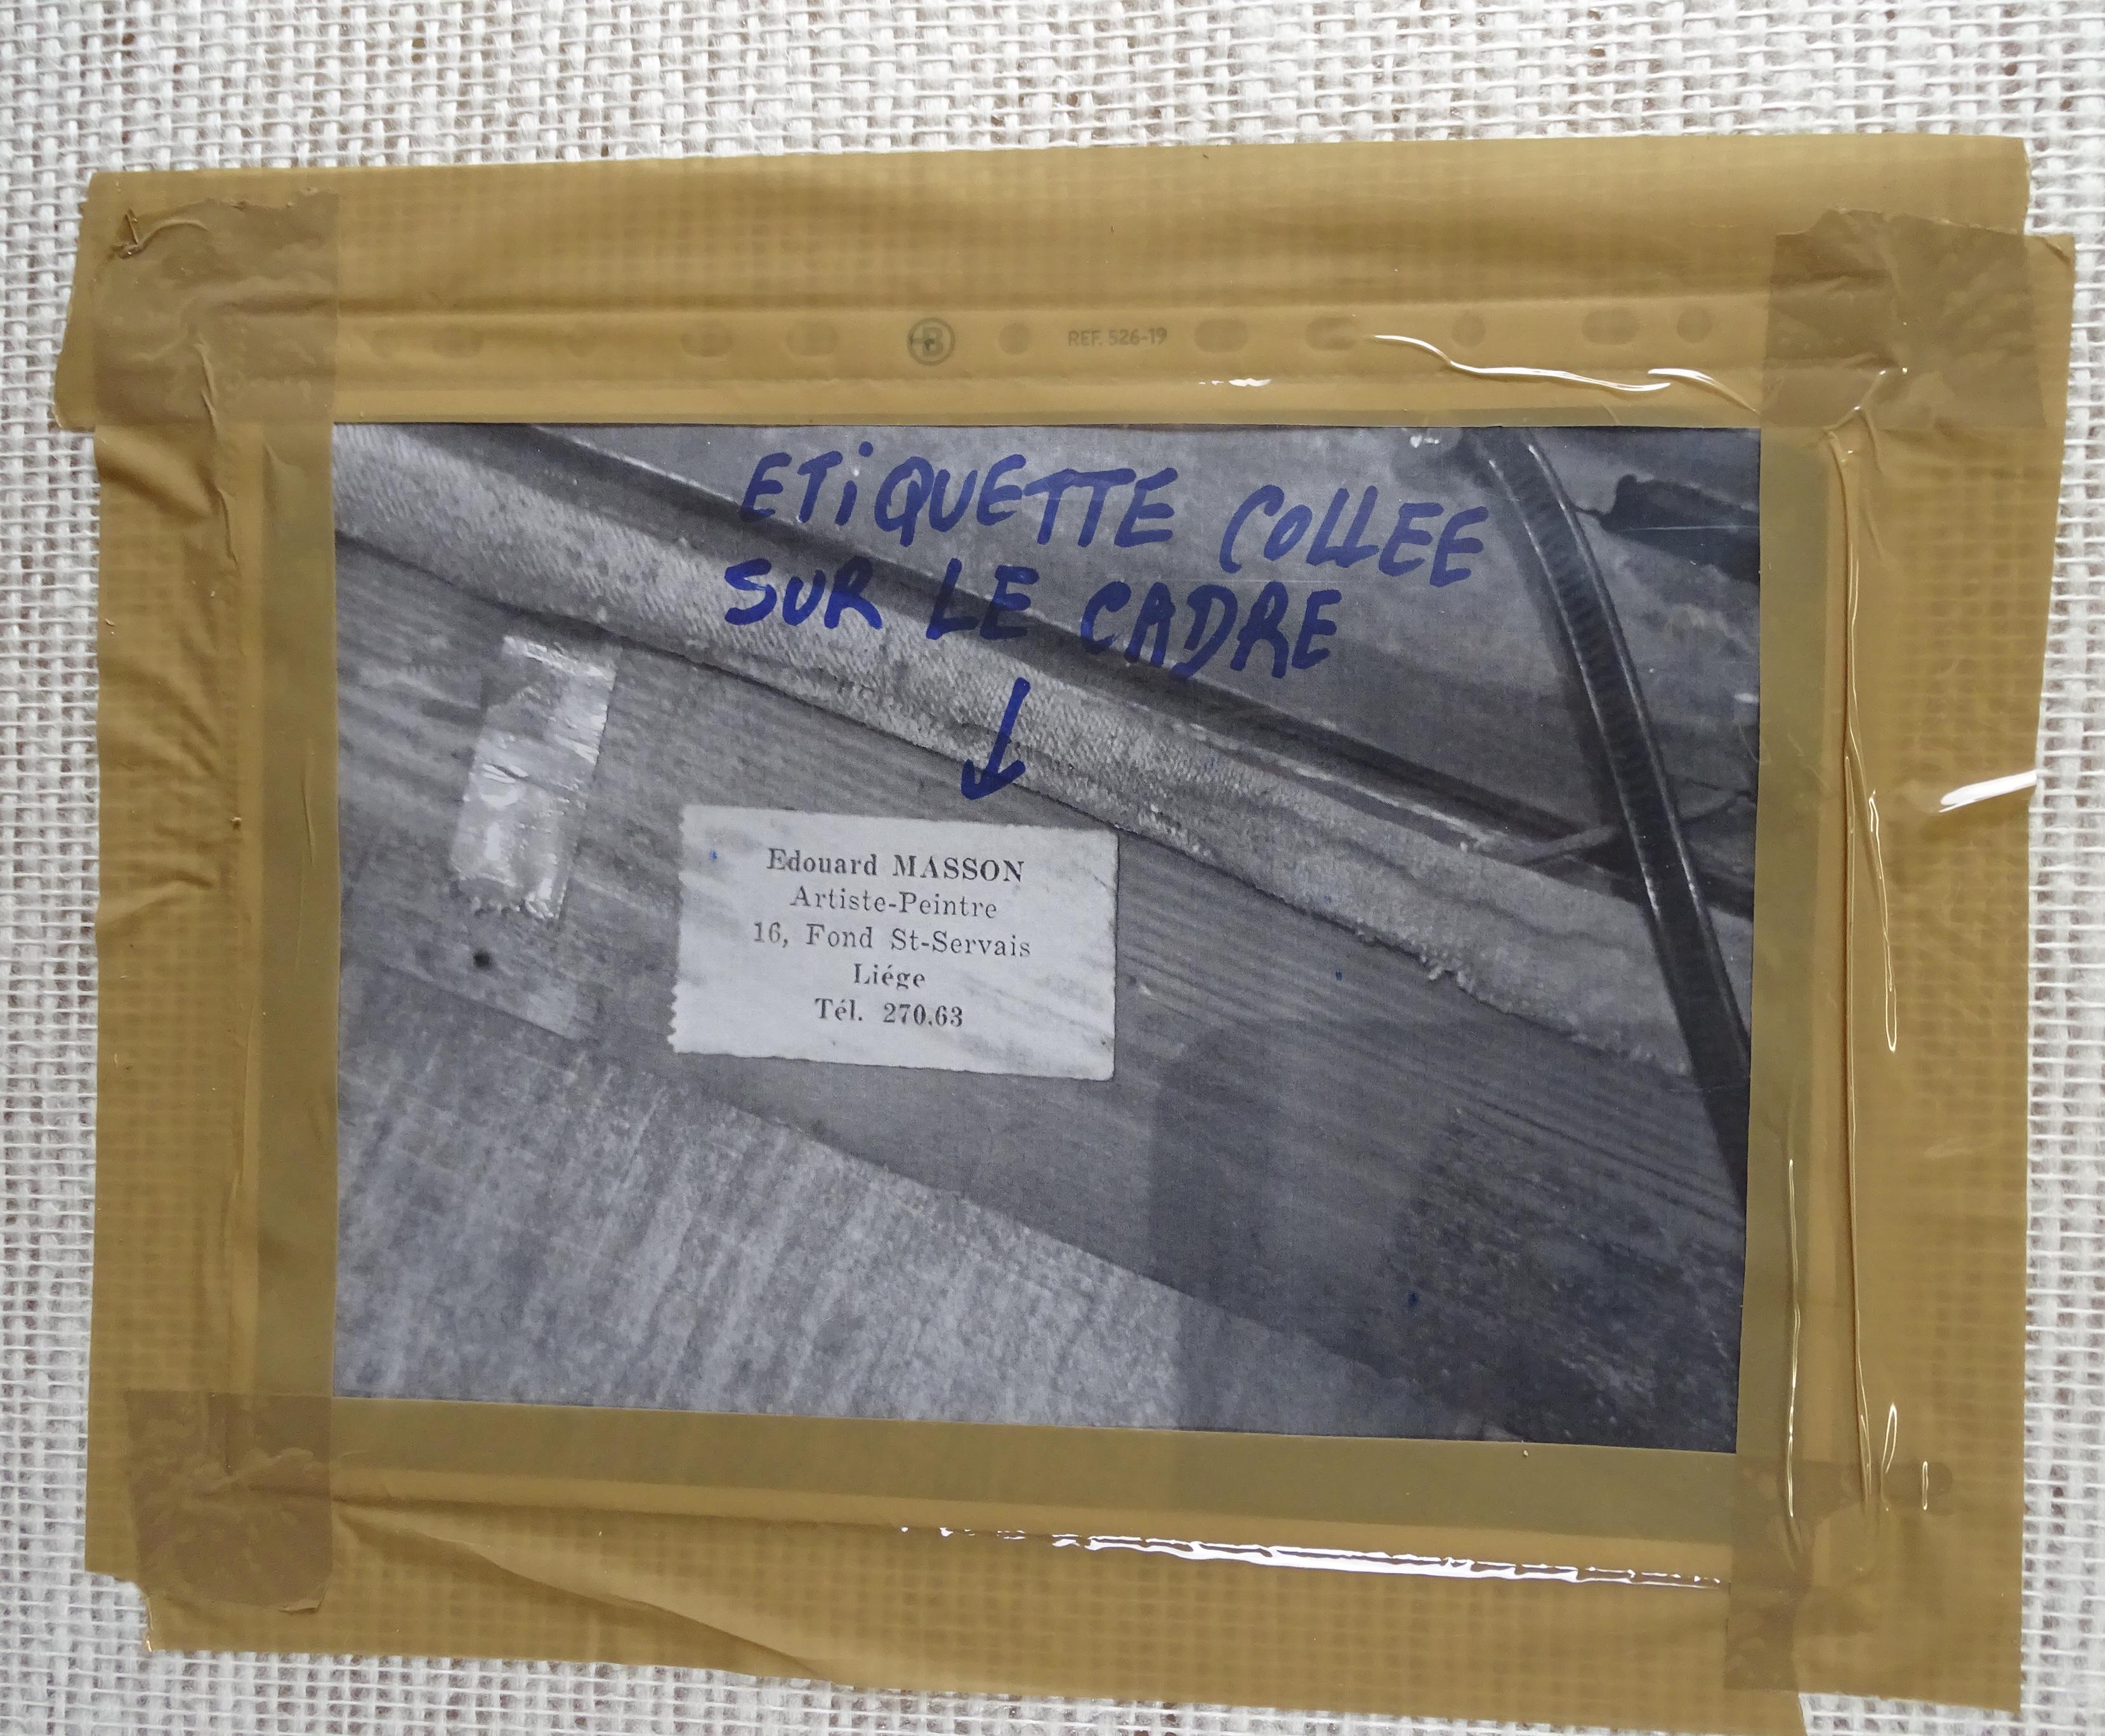 REF. 526-19
ETiQUETTE COLLEE
SUR LE CADRE
Edouard MASSON
Artiste-Peintre
16, Fond St-Servais
Liége
Tél. 270.63